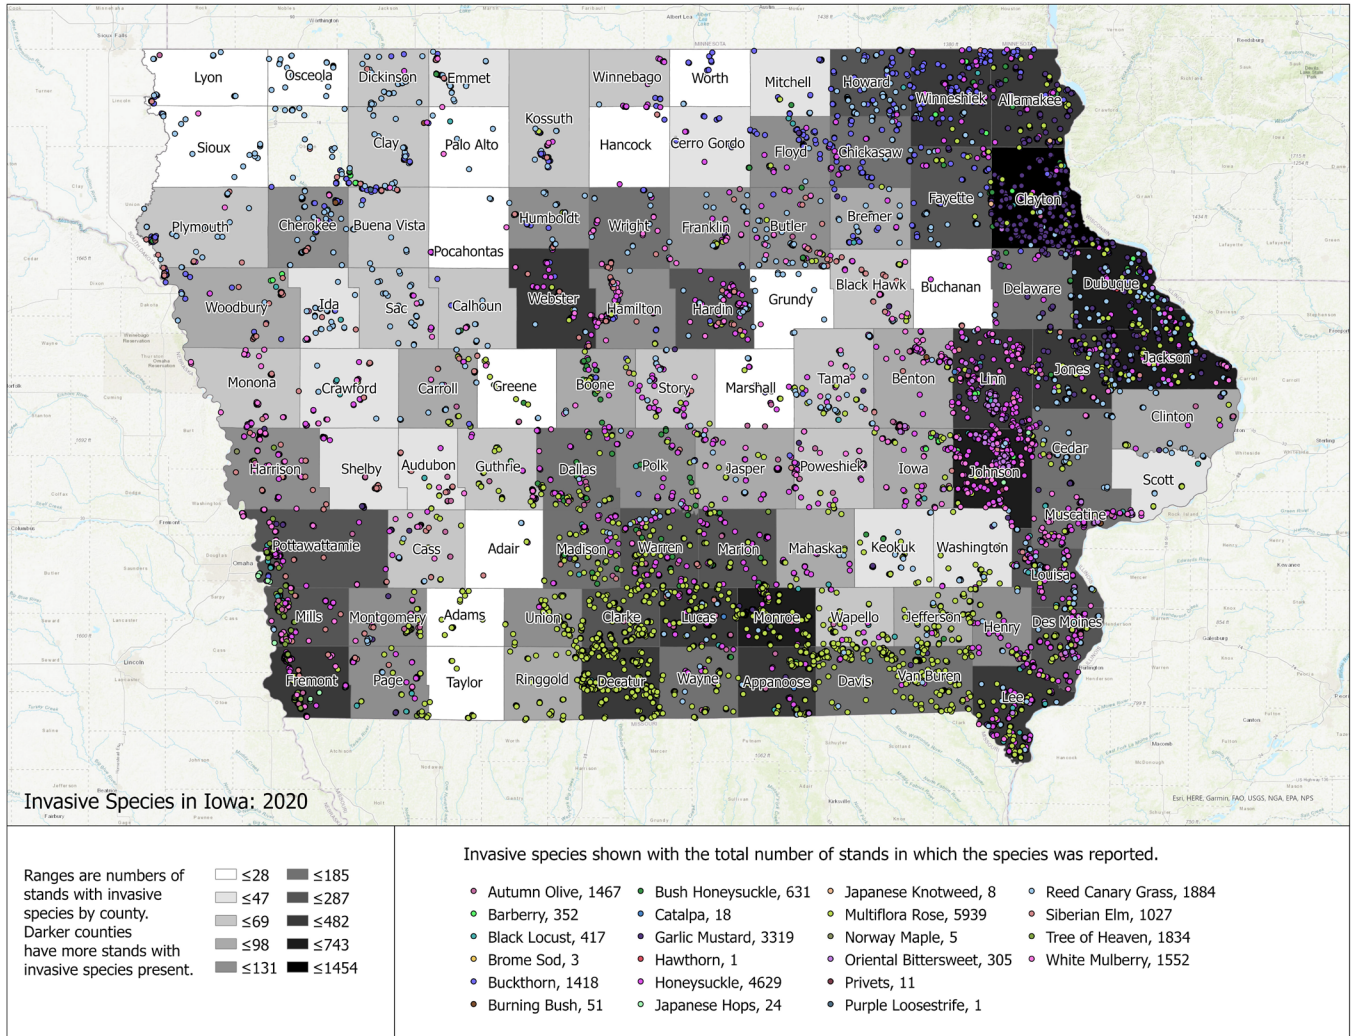 Sioux Falls
Worthington
Albert Lea
Austin
MINNESOTA
MINNESOTA
Lyon
Osceola
Dickinson
Emmet
Winnebago
Worth
Mitchell
Howard
Winneshiek
Allamakee
Sioux
Clay
Palo Alto
Kossuth
Hancock
Cerro Gordo
Floyd
Chickasaw
Fayette
Clayton
Plymouth
Cherokee
Buena Vista
Pocahontas
Humboldt
Wright
Franklin
Butler
Bremer
Woodbury
Ida
Sac
Calhoun
Webster
Hamilton
Hardin
Grundy
Black Hawk
Buchanan
Delaware
Dubuque
Monona
Crawford
Carroll
Greene
Boone
Story
Marshall
Tama
Benton
Linn
Jones
Jackson
Clinton
Harrison
Shelby
Audubon
Guthrie
Dallas
Polk
Jasper
Poweshiek
Iowa
Johnson
Cedar
Scott
Muscatine
Pottawattamie
Cass
Adair
Madison
Warren
Marion
Mahaska
Keokuk
Washington
Louisa
Omaha
Mills
Montgomery
Adams
Union
Clarke
Lucas
Monroe
Wapello
Jefferson
Henry
Des Moines
Fremont
Page
Taylor
Ringgold
Decatur
Wayne
Appanoose
Davis
Van Buren
Lee
Lincoln
Invasive Species in Iowa: 2020
Esri, HERE, Garmin, FAO, USGS, NGA, EPA, NPS
Ranges are numbers of
stands with invasive
species by county.
Darker counties
have more stands with
invasive species present.
≤28
≤47
≤69
≤98
≤131
≤185
≤287
≤482
≤743
≤1454
Invasive species shown with the total number of stands in which the species was reported.
Autumn Olive, 1467
Barberry, 352
Black Locust, 417
Brome Sod, 3
Buckthorn, 1418
Burning Bush, 51
Bush Honeysuckle, 631
Catalpa, 18
Garlic Mustard, 3319
Hawthorn, 1
Honeysuckle, 4629
Japanese Hops, 24
Japanese Knotweed, 8
Multiflora Rose, 5939
Norway Maple, 5
Oriental Bittersweet, 305
Privets, 11
Purple Loosestrife, 1
Reed Canary Grass, 1884
Siberian Elm, 1027
Tree of Heaven, 1834
White Mulberry, 1552